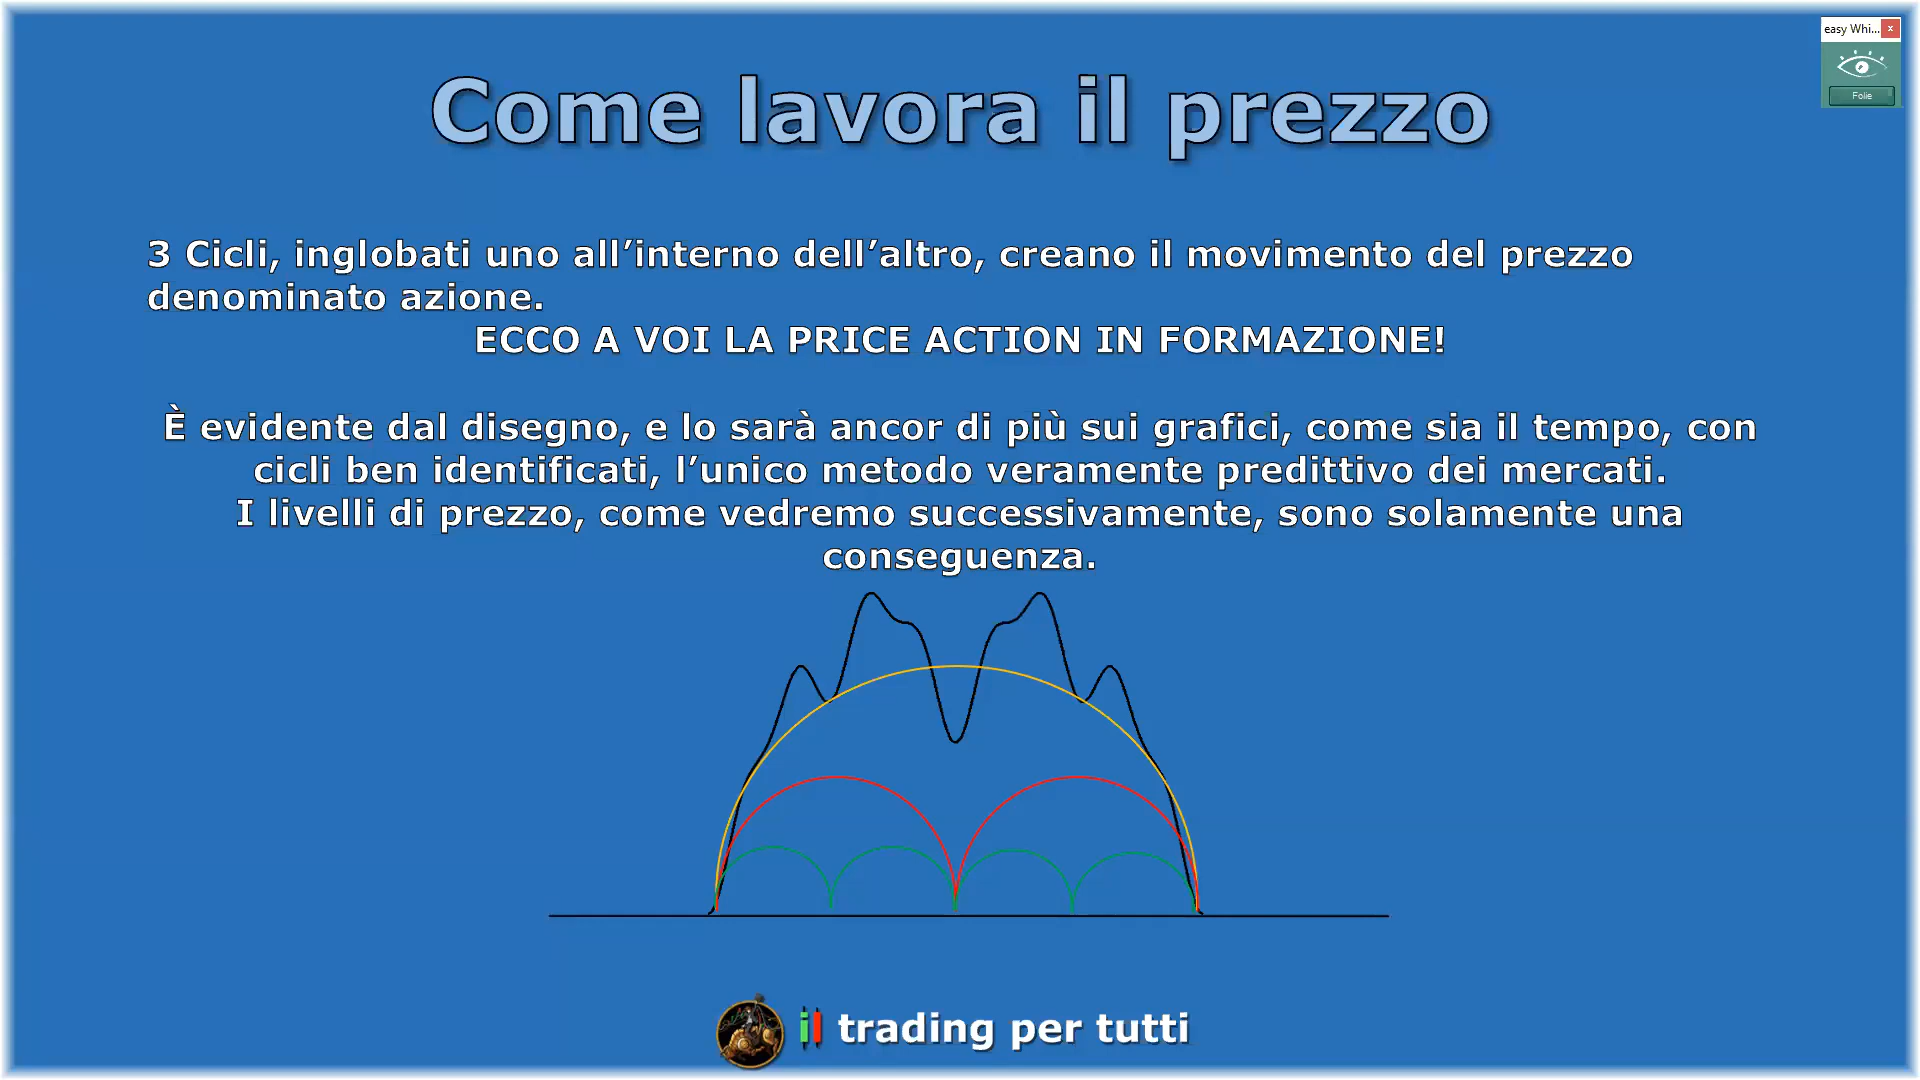 easy Whi...
Folie
Come lavora il prezzo
3 Cicli, inglobati uno all’interno dell’altro, creano il movimento del prezzo
denominato azione.
ECCO A VOI LA PRICE ACTION IN FORMAZIONE!
È evidente dal disegno, e lo sarà ancor di più sui grafici, come sia il tempo, con
cicli ben identificati, l’unico metodo veramente predittivo dei mercati.
I livelli di prezzo, come vedremo successivamente, sono solamente una
conseguenza.
il trading per tutti